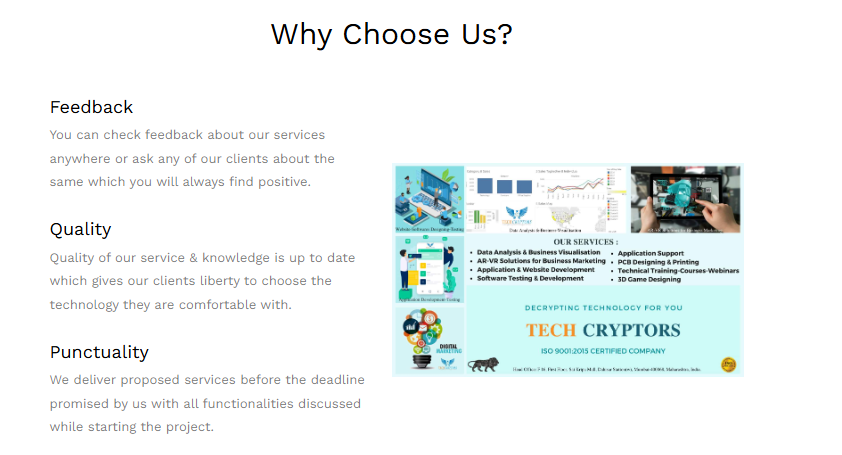 Why Choose Us?
Feedback
You can check feedback about our services
anywhere or ask any of our clients about the
same which you will always find positive.
Quality
Quality of our service & knowledge is up to date
which gives our clients liberty to choose the
technology they are comfortable with.
Punctuality
We deliver proposed services before the deadline
promised by us with all functionalities discussed
while starting the project.
Website-Software Designing-Testing
Data Analysis & Business Visualisation
OUR SERVICES :
• Data Analysis & Business Visualisation
• AR-VR Solutions for Business Marketing
• Application & Website Development
• Software Testing & Development
• Application Support
• PCB Designing & Printing
• Technical Training-Courses-Webinars
• 3D Game Designing
DIGITAL
MARKETING
DECRYPTING TECHNOLOGY FOR YOU
TECH CRYPTORS
ISO 9001:2015 CERTIFIED COMPANY